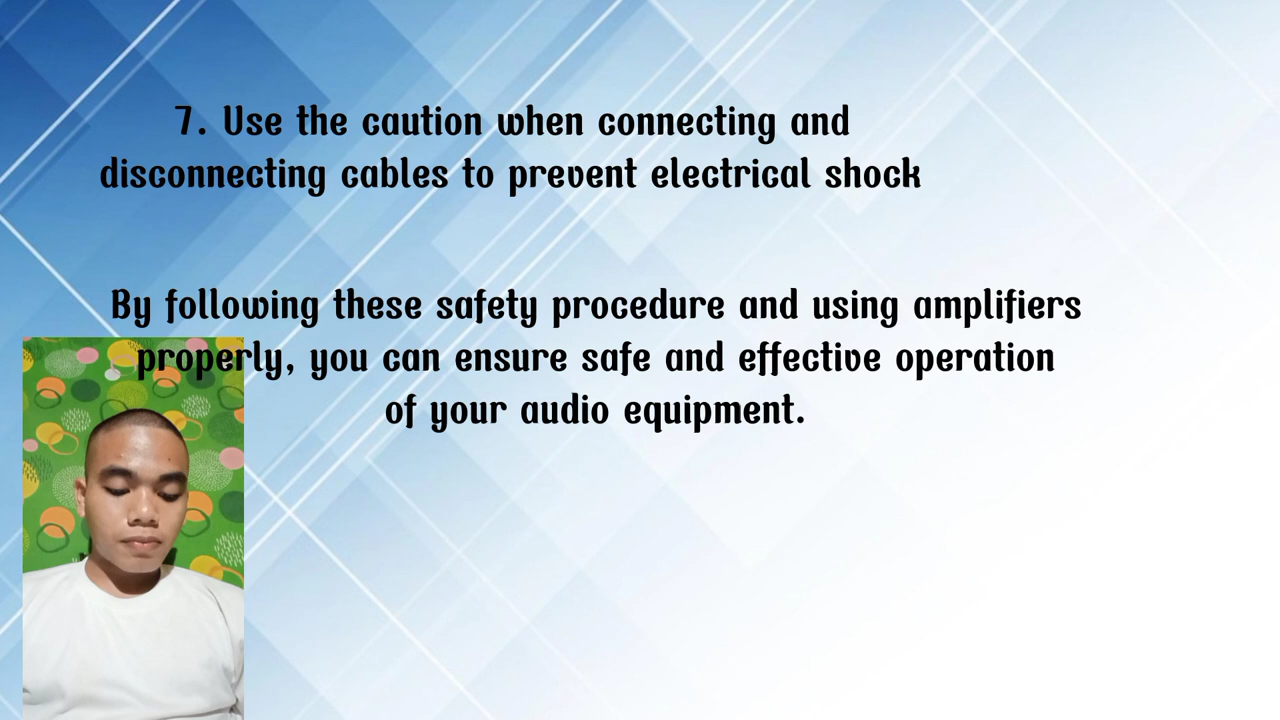 7. Use the caution when connecting and
disconnecting cables to prevent electrical shock
By following these safety procedure and using amplifiers
properly, you can ensure safe and effective operation
of your audio equipment.